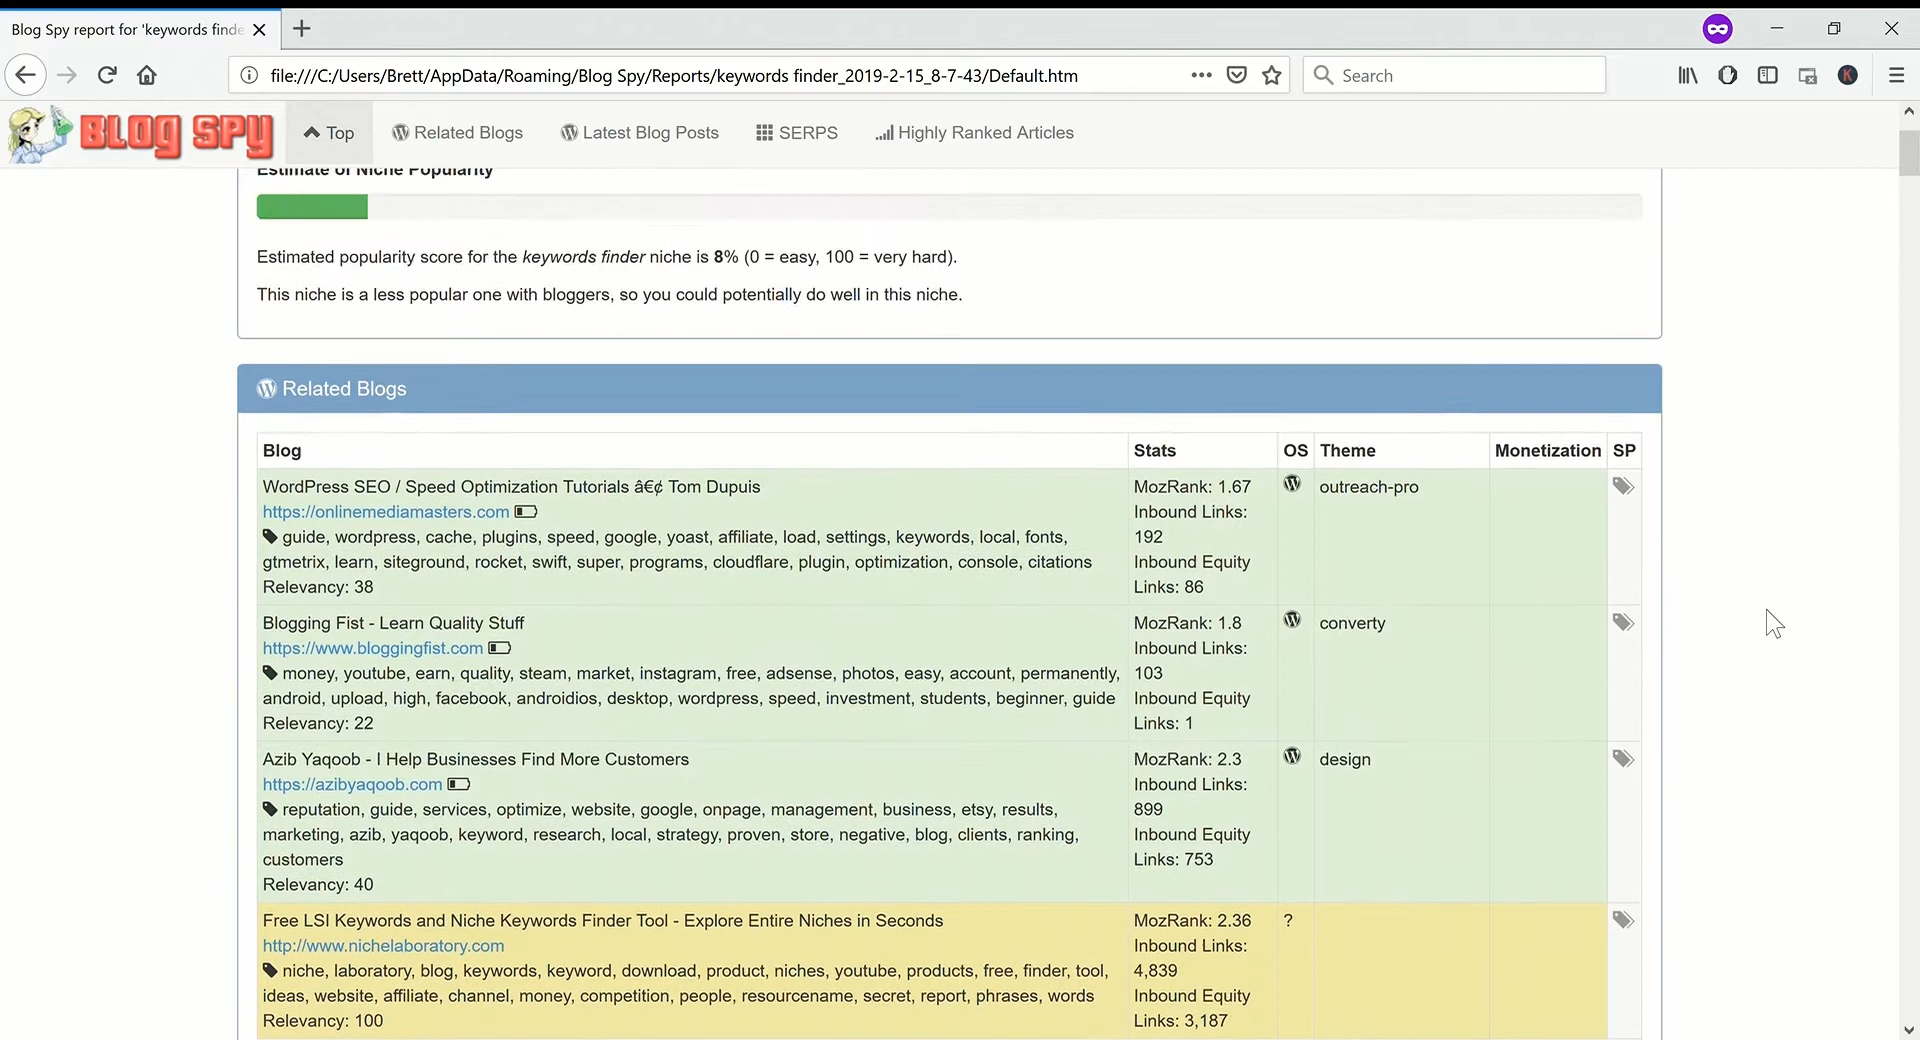 Blog Spy report for 'keywords finde
file:///C:/Users/Brett/AppData/Roaming/Blog Spy/Reports/keywords finder_2019-2-15_8-7-43/Default.htm
Search
K
BLOG SPY
Top
Related Blogs
Latest Blog Posts
SERPS
Highly Ranked Articles
Estimate of Niche Popularity
Estimated popularity score for the keywords finder niche is 8% (0 = easy, 100 = very hard).
This niche is a less popular one with bloggers, so you could potentially do well in this niche.
Related Blogs
Blog Stats OS Theme Monetization SP
WordPress SEO / Speed Optimization Tutorials â€¢ Tom Dupuis
https://onlinemediamasters.com
guide, wordpress, cache, plugins, speed, google, yoast, affiliate, load, settings, keywords, local, fonts,
gtmetrix, learn, siteground, rocket, swift, super, programs, cloudflare, plugin, optimization, console, citations
Relevancy: 38
MozRank: 1.67
Inbound Links:
192
Inbound Equity
Links: 86
outreach-pro
Blogging Fist - Learn Quality Stuff
https://www.bloggingfist.com
money, youtube, earn, quality, steam, market, instagram, free, adsense, photos, easy, account, permanently,
android, upload, high, facebook, androidios, desktop, wordpress, speed, investment, students, beginner, guide
Relevancy: 22
MozRank: 1.8
Inbound Links:
103
Inbound Equity
Links: 1
converty
Azib Yaqoob - I Help Businesses Find More Customers
https://azibyaqoob.com
reputation, guide, services, optimize, website, google, onpage, management, business, etsy, results,
marketing, azib, yaqoob, keyword, research, local, strategy, proven, store, negative, blog, clients, ranking,
customers
Relevancy: 40
MozRank: 2.3
Inbound Links:
899
Inbound Equity
Links: 753
design
Free LSI Keywords and Niche Keywords Finder Tool - Explore Entire Niches in Seconds
http://www.nichelaboratory.com
niche, laboratory, blog, keywords, keyword, download, product, niches, youtube, products, free, finder, tool,
ideas, website, affiliate, channel, money, competition, people, resourcename, secret, report, phrases, words
Relevancy: 100
MozRank: 2.36
Inbound Links:
4,839
Inbound Equity
Links: 3,187
?